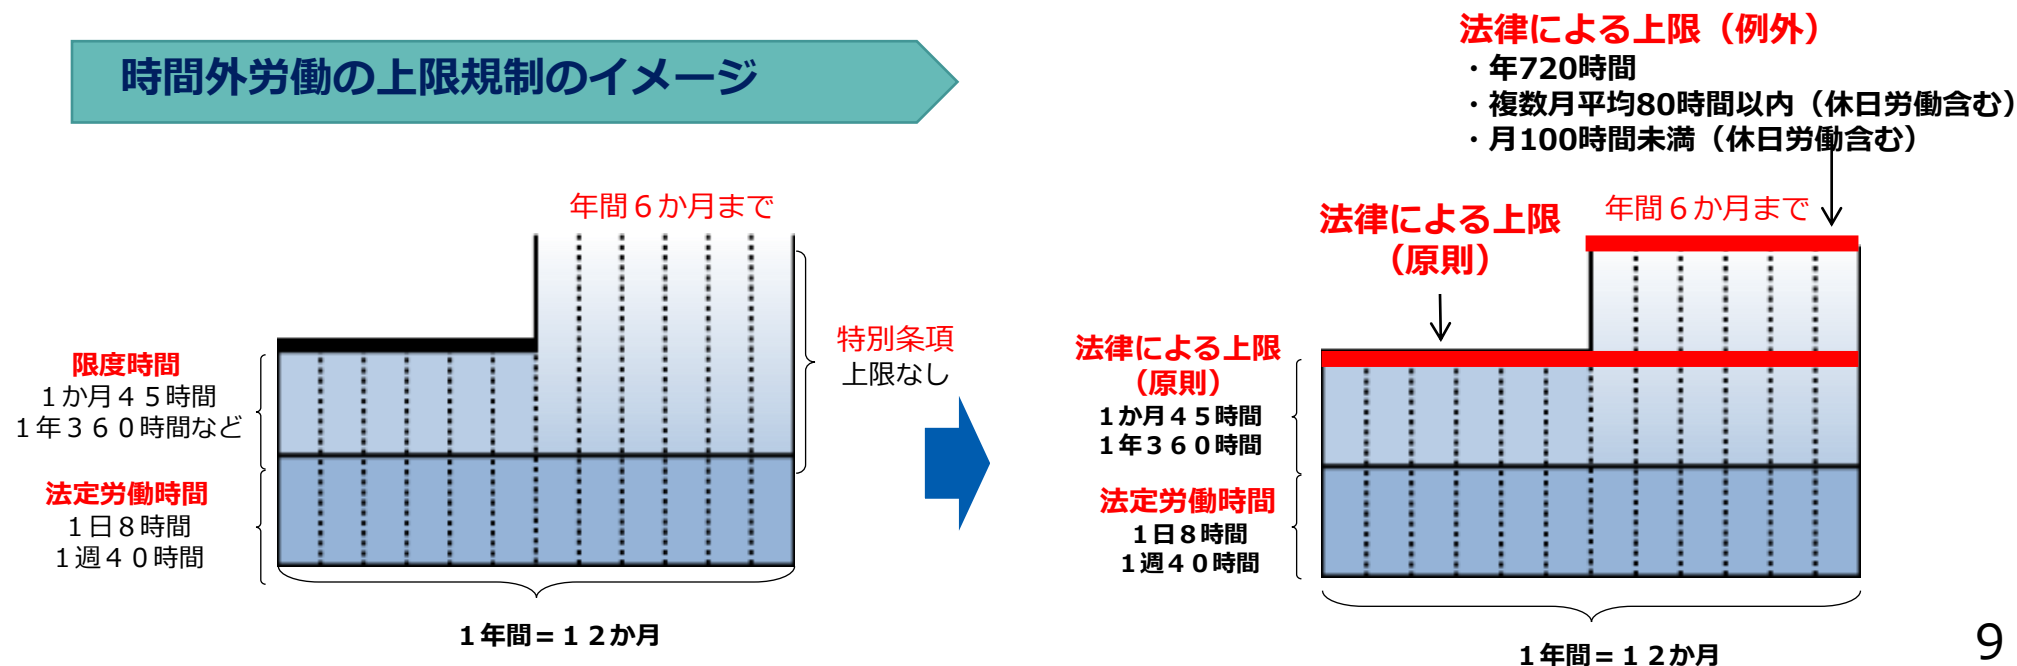 時間外労働の上限規制のイメージ
年間６か月まで
限度時間
１か月４５時間
１年３６０時間など
法定労働時間
１日８時間
１週４０時間
特別条項
上限なし
１年間=１２か月
法律による上限（例外）
・年720時間
・複数月平均80時間以内（休日労働含む）
・月100時間未満（休日労働含む）
法律による上限
（原則）
年間６か月まで
法律による上限
（原則）
１か月４５時間
１年３６０時間
法定労働時間
１日８時間
１週４０時間
１年間=１２か月
9